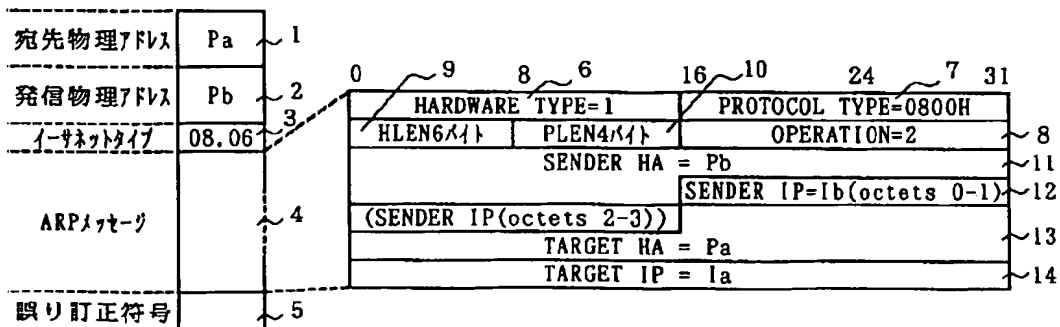 宛先物理アドレス Pa 1
発信物理アドレス Pb 2
イーサネットタイプ 08.06 3
ARPメッセージ 4
誤り訂正符号 5
0 9 8 6 16 10 24 7 31
HARDWARE TYPE=1 PROTOCOL TYPE=0800H
HLEN6バイト PLEN4バイト OPERATION=2 8
SENDER HA = Pb 11
SENDER IP=Ib(octets 0-1) 12
(SENDER IP(octets 2-3)) 13
TARGET HA = Pa
TARGET IP = Ia 14